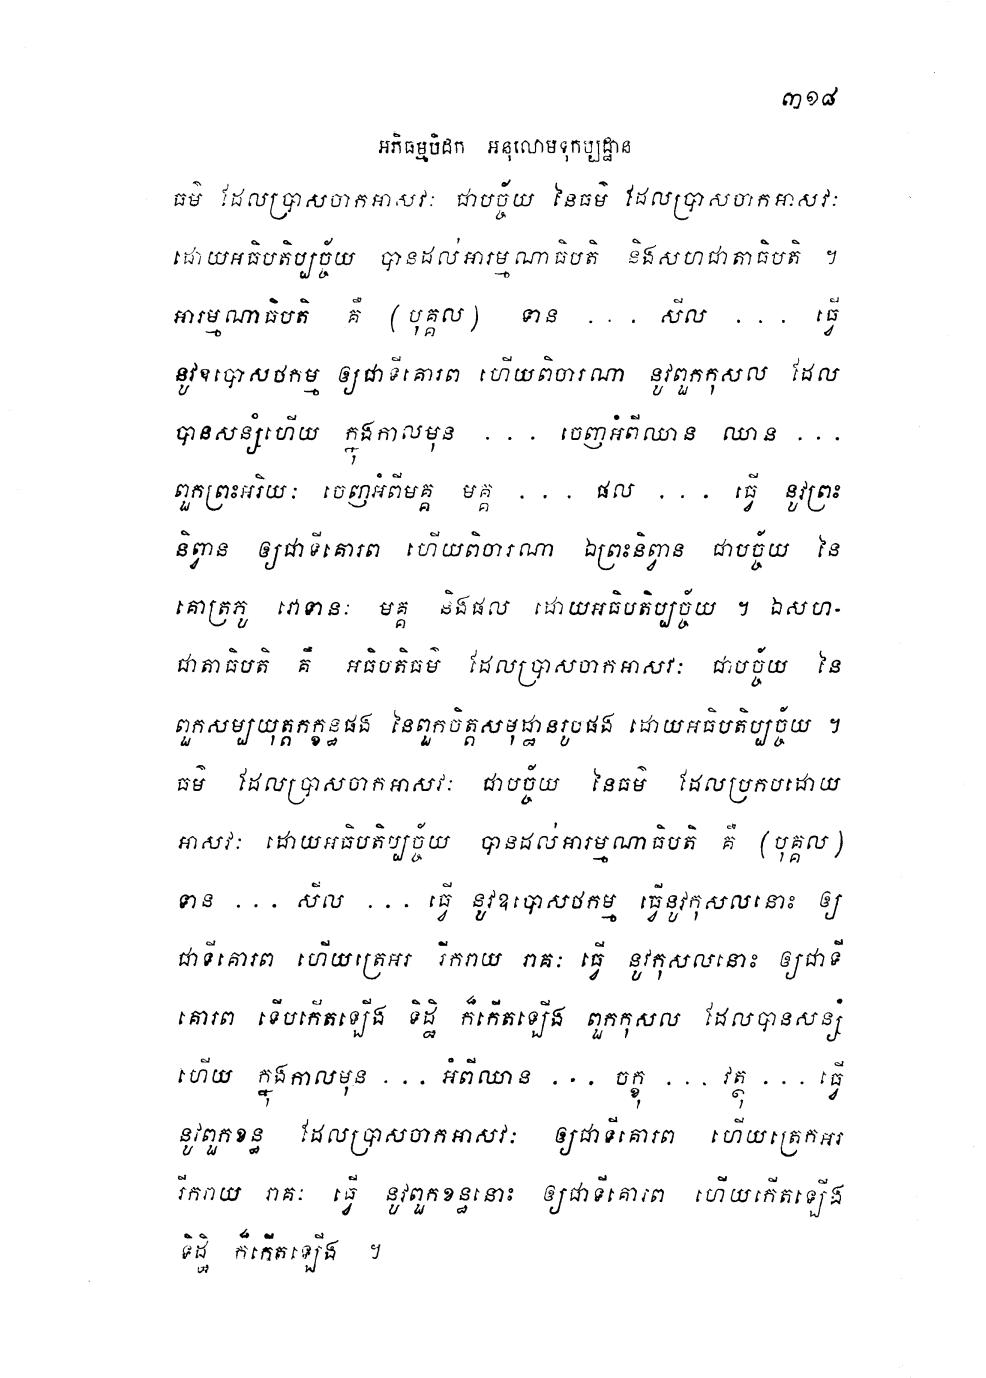 ៣១៨
អភិធម្មបិដក អនុលោមទុកប្បដ្ឋាន
ធម៌ ដែលប្រាសចាកអាសវៈ ជាបច្ច័យ នៃធម៌ ដែលប្រាសចាកអាសវៈ
ដោយអធិបតិប្បច្ច័យ បានដល់អារម្មណាធិបតិ និងសហជាតាធិបតិ ។
អារម្មណាធិបតិ គឺ (បុគ្គល) ទាន ... សីល ... ធ្វើ
នូវឧបោសថកម្ម ឲ្យជាទីគោរព ហើយពិចារណា នូវពួកកុសល ដែល
បានសន្សំហើយ ក្នុងកាលមុន ... ចេញអំពីឈាន ឈាន ...
ពួកព្រះអរិយៈ ចេញអំពីមគ្គ មគ្គ ... ផល ... ធ្វើ នូវព្រះ
និព្វាន ឲ្យជាទីគោរព ហើយពិចារណា ឯព្រះនិព្វាន ជាបច្ច័យ នៃ
គោត្រភូ វោទានៈ មគ្គ និងផល ដោយអធិបតិប្បច្ច័យ ។ ឯសហ-
ជាតាធិបតិ គឺ អធិបតិធម៌ ដែលប្រាសចាកអាសវៈ ជាបច្ច័យ នៃ
ពួកសម្បយុត្តកក្ខន្ធផង នៃពួកចិត្តសមុដ្ឋានរូបផង ដោយអធិបតិប្បច្ច័យ ។
ធម៌ ដែលប្រាសចាកអាសវៈ ជាបច្ច័យ នៃធម៌ ដែលប្រកបដោយ
អាសវៈ ដោយអធិបតិប្បច្ច័យ បានដល់អារម្មណាធិបតិ គឺ (បុគ្គល)
ទាន ... សីល ... ធ្វើ នូវឧបោសថកម្ម ធ្វើនូវកុសលនោះ ឲ្យ
ជាទីគោរព ហើយត្រេអរ រីករាយ រាគៈ ធ្វើ នូវកុសលនោះ ឲ្យជាទី
គោរព ទើបកើតឡើង ទិដ្ឋិ ក៏កើតឡើង ពួកកុសល ដែលបានសន្សំ
ហើយ ក្នុងកាលមុន ... អំពីឈាន ... ចក្ខុ ... វត្ថុ ... ធ្វើ
នូវពួកខន្ធ ដែលប្រាសចាកអាសវៈ ឲ្យជាទីគោរព ហើយត្រេកអរ
រីករាយ រាគៈ ធ្វើ នូវពួកខន្ធនោះ ឲ្យជាទីគោរព ហើយកើតឡើង
ទិដ្ឋិ ក៏កើតឡើង ។